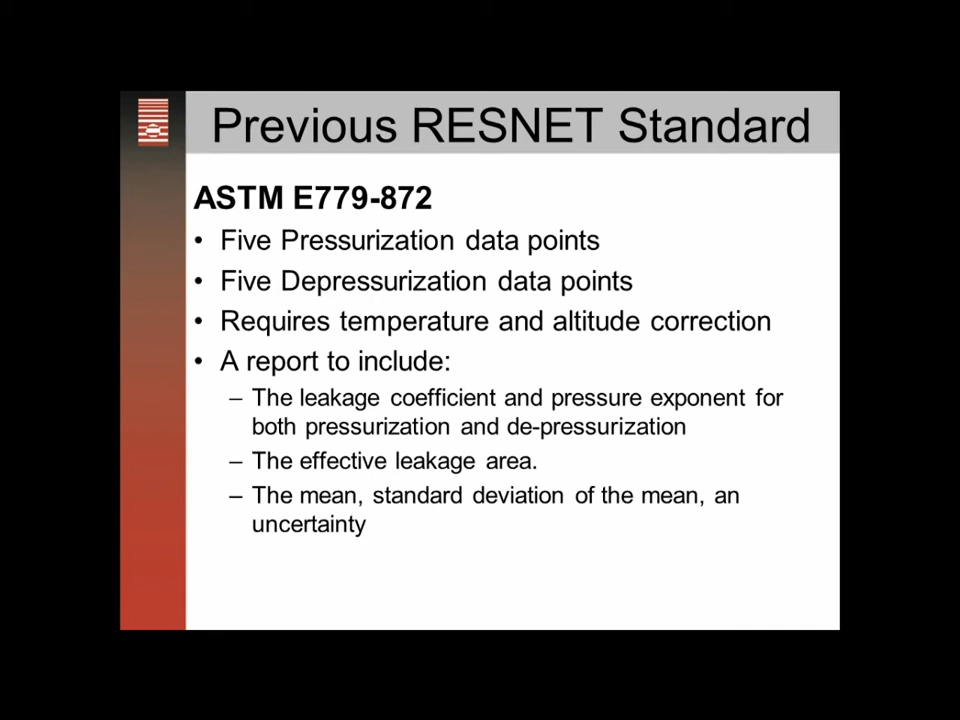 Previous RESNET Standard
ASTM E779-872
• Five Pressurization data points
• Five Depressurization data points
• Requires temperature and altitude correction
• A report to include:
– The leakage coefficient and pressure exponent for
both pressurization and de-pressurization
– The effective leakage area.
– The mean, standard deviation of the mean, an
uncertainty